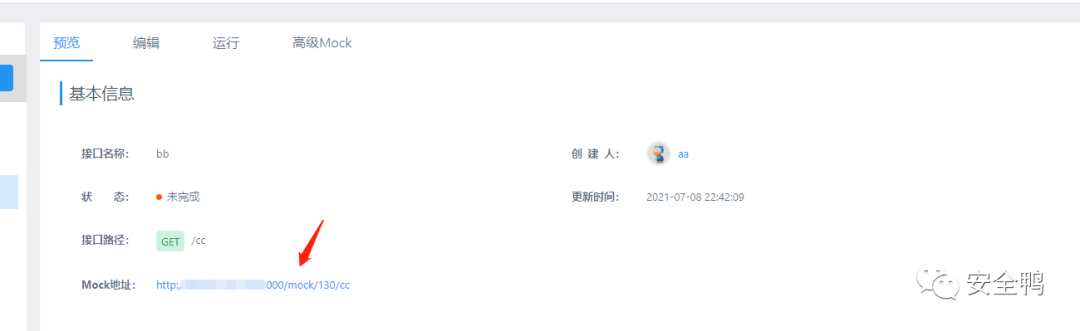 预览 编辑 运行 高级Mock
基本信息
接口名称： bb 创 建 人： aa
状 态： 未完成 更新时间： 2021-07-08 22:42:09
接口路径： GET /cc
Mock地址： http:/ 000/mock/130/cc
安全鸭